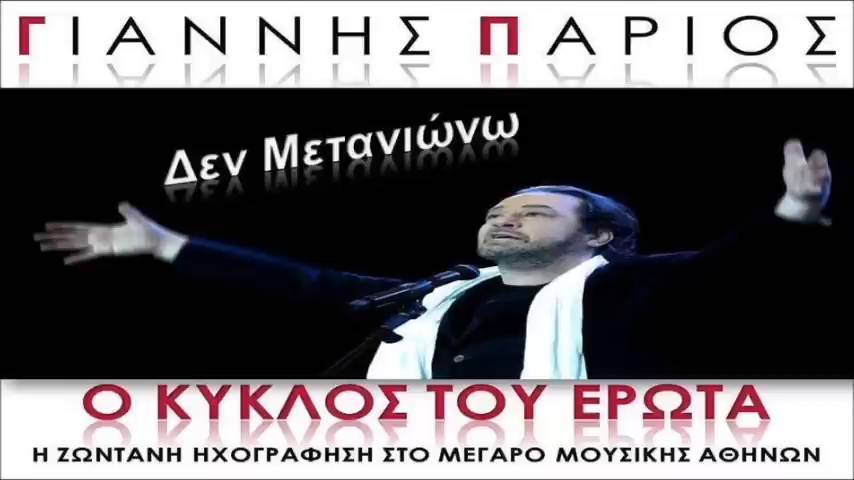 ΓΙΑΝΝΗΣ ΠΑΡΙΟΣ
Δεν Μετανιώνω
Ο ΚΥΚΛΟΣ ΤΟΥ ΕΡΩΤΑ
Η ΖΩΝΤΑΝΗ ΗΧΟΓΡΑΦΗΣΗ ΣΤΟ ΜΕΓΑΡΟ ΜΟΥΣΙΚΗΣ ΑΘΗΝΩΝ